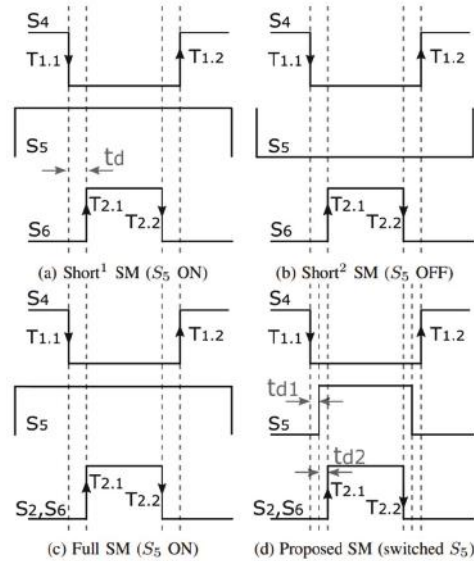 S4
T1.1
T1.2
S5
td
S6
T2.1
T2.2
(a) Short¹ SM (S₅ ON)
S4
T1.1
T1.2
S5
S6
T2.1
T2.2
(b) Short² SM (S₅ OFF)
S4
T1.1
T1.2
S5
S2,S6
T2.1
T2.2
(c) Full SM (S₅ ON)
S4
T1.1
T1.2
td1
S5
td2
S2,S6
T2.1
T2.2
(d) Proposed SM (switched S₅)